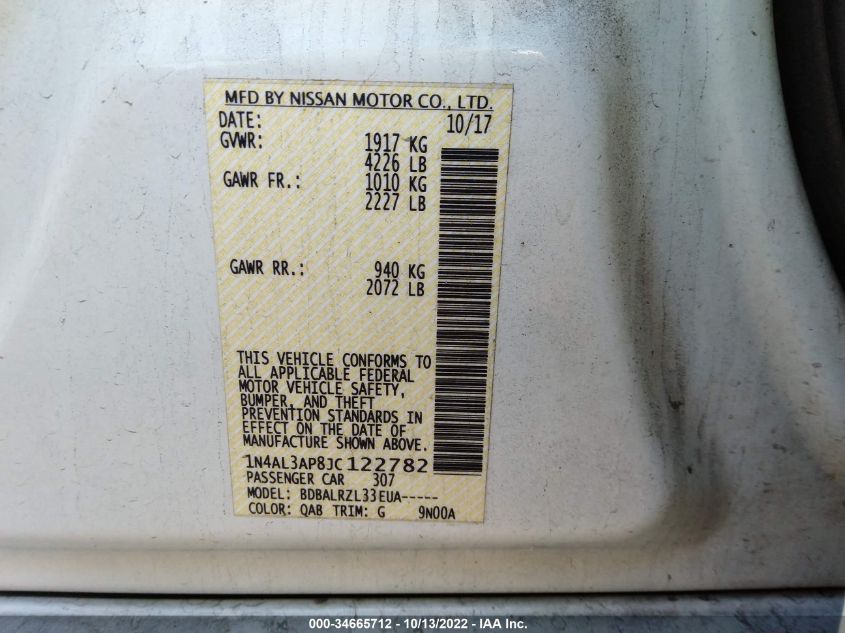 MFD BY NISSAN MOTOR CO., LTD.
DATE: 10/17
GVWR: 1917 KG
4226 LB
GAWR FR.: 1010 KG
2227 LB
GAWR RR.: 940 KG
2072 LB
THIS VEHICLE CONFORMS TO
ALL APPLICABLE FEDERAL
MOTOR VEHICLE SAFETY,
BUMPER, AND THEFT
PREVENTION STANDARDS IN
EFFECT ON THE DATE OF
MANUFACTURE SHOWN ABOVE.
1N4AL3AP8JC122782
PASSENGER CAR 307
MODEL: BDBALRZL33EUA-----
COLOR: QAB TRIM: G 9N00A
000-34665712 - 10/13/2022 - IAA Inc.